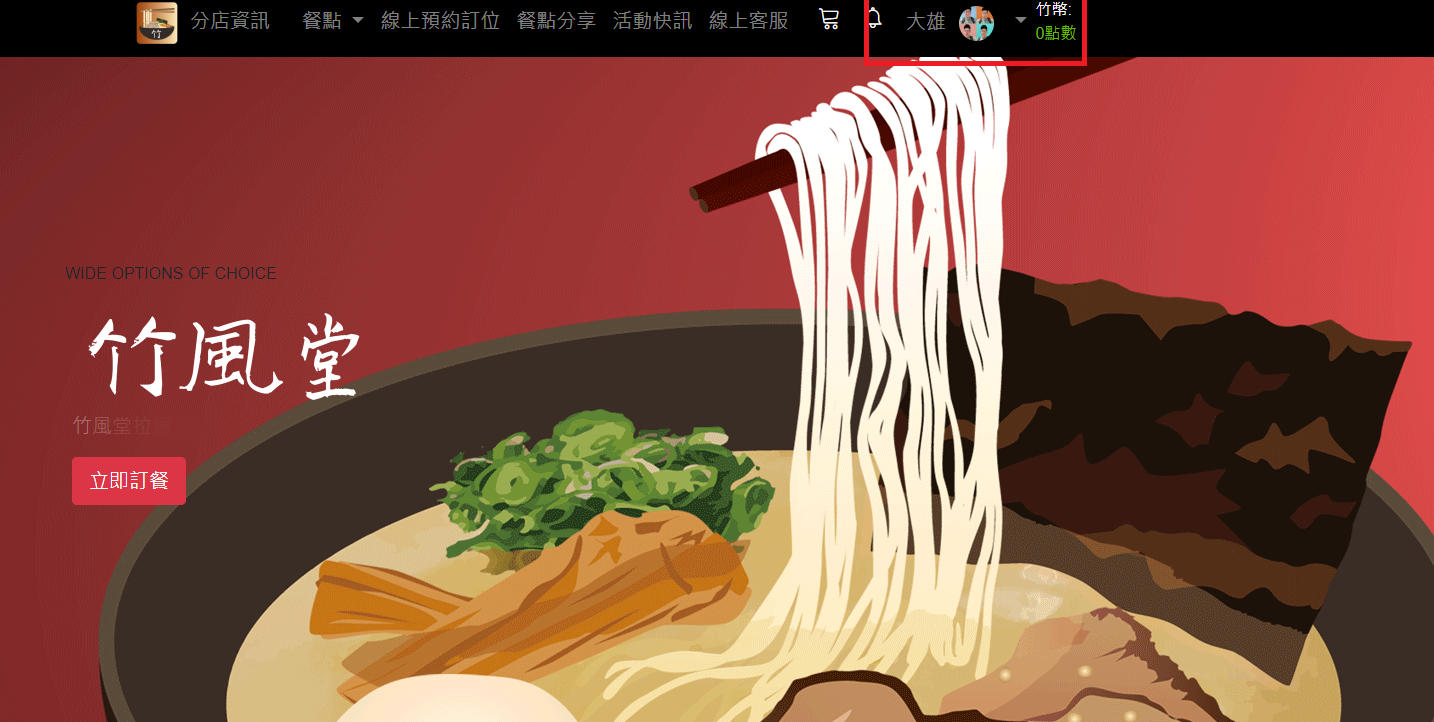 竹 分店資訊 餐點 線上預約訂位 餐點分享 活動快訊 線上客服 大雄 竹幣:
0點數
WIDE OPTIONS OF CHOICE
竹風堂
竹風堂拉
立即訂餐